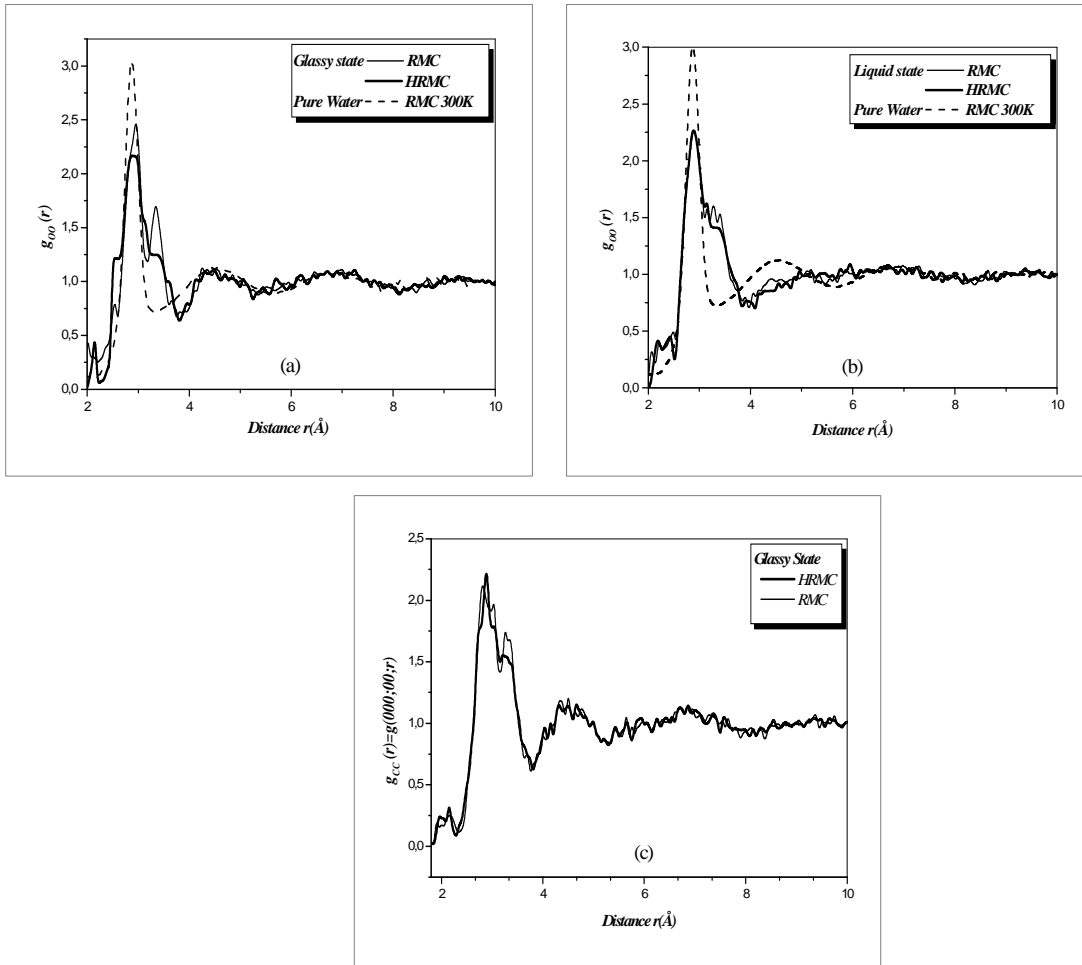 Glassy state RMC
HRMC
Pure Water RMC 300K
3,0
2,5
2,0
1,5
1,0
0,5
0,0
g_OO(r)
(a)
2 4 6 8 10
Distance r(Å)
Liquid state RMC
HRMC
Pure Water RMC 300K
3,0
2,5
2,0
1,5
1,0
0,5
0,0
g_OO(r)
(b)
2 4 6 8 10
Distance r(Å)
Glassy State
HRMC
RMC
2,5
2,0
1,5
1,0
0,5
0,0
g_CC(r)=g(000;00;r)
(c)
2 4 6 8 10
Distance r(Å)